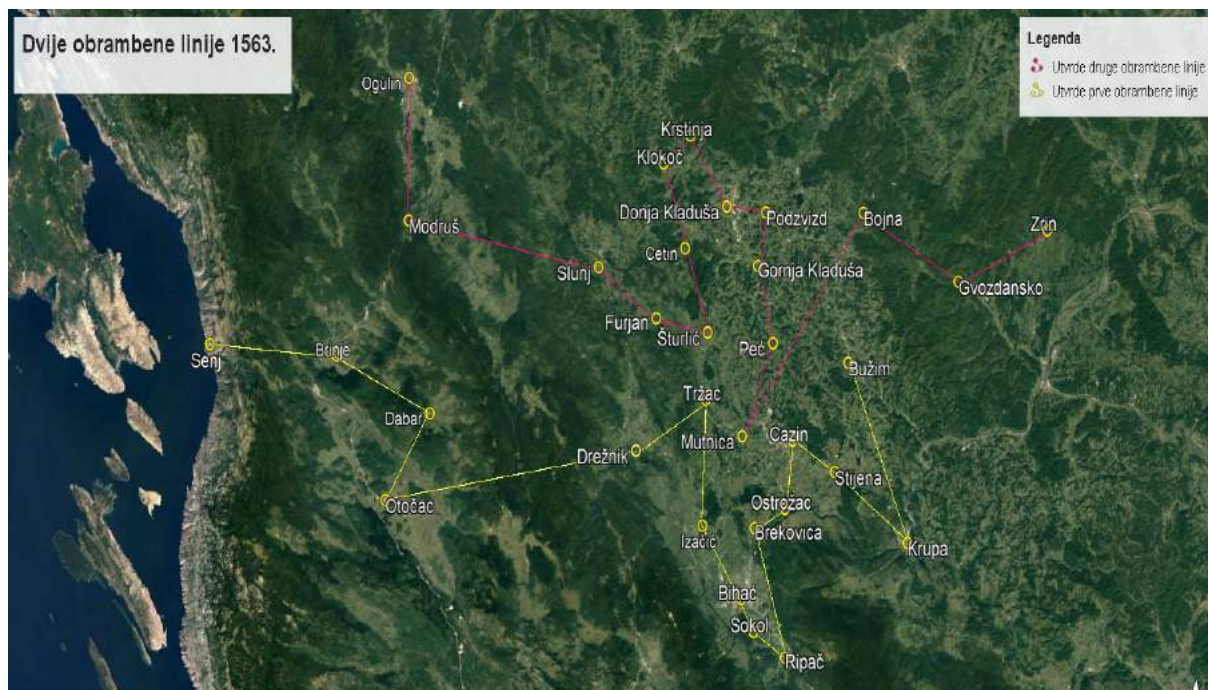 Dvije obrambene linije 1563.
Legenda
Utvrde druge obrambene linije
Utvrde prve obrambene linije
Ogulin
Krstinja
Klokoč
Donja Kladuša
Podzvizd
Bojna
Zrin
Modruš
Cetin
Slunj
Gornja Kladuša
Gvozdansko
Furjan
Šturlić
Peć
Senj
Brinje
Bužim
Tržac
Dabar
Mutnica
Cazin
Drežnik
Stijena
Otočac
Ostrožac
Brekovica
Izačić
Krupa
Bihać
Sokol
Ripač